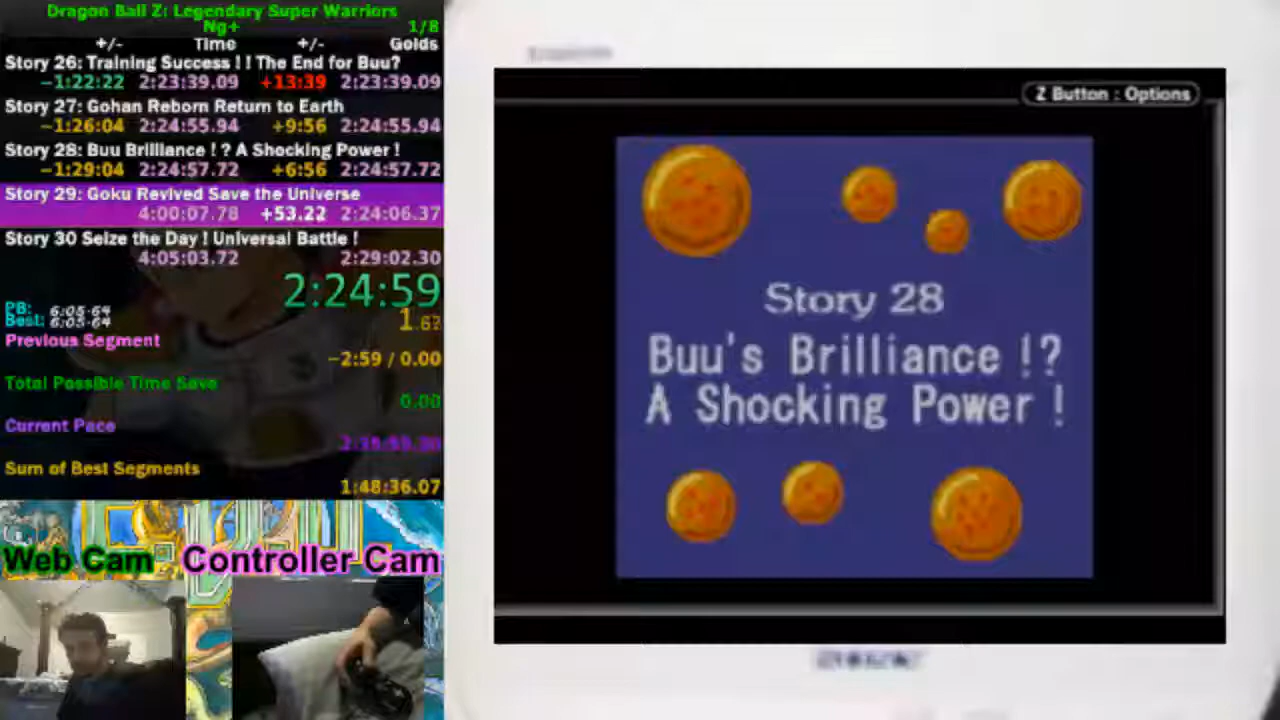 Dragon Ball Z: Legendary Super Warriors
Ng+ 1/8
+/- Time +/- Golds
Story 26: Training Success ! ! The End for Buu?
−1:22:22 2:23:39.09 +13:39 2:23:39.09
Story 27: Gohan Reborn Return to Earth
−1:26:04 2:24:55.94 +9:56 2:24:55.94
Story 28: Buu Brilliance ! ? A Shocking Power !
−1:29:04 2:24:57.72 +6:56 2:24:57.72
Story 29: Goku Revived Save the Universe
4:00:07.78 +53.22 2:24:06.37
Story 30 Seize the Day ! Universal Battle !
4:05:03.72 2:29:02.30
2:24:59
PB:
Best:
Previous Segment
−2:59 / 0.00
Total Possible Time Save
0.00
Current Pace
Sum of Best Segments
1:48:36.07
Web Cam Controller Cam
Z Button : Options
Story 28
Buu's Brilliance !?
A Shocking Power !